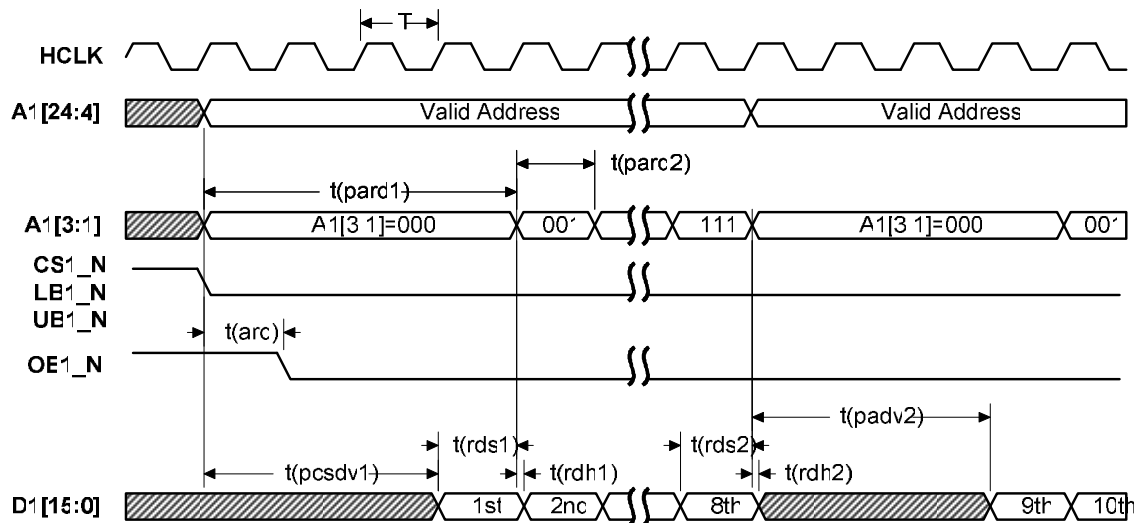 T
HCLK
A1[24:4] Valid Address Valid Address
t(parc2)
t(pard1)
A1[3:1] A1[3 1]=000 00' 111 A1[3 1]=000 00'
CS1_N
LB1_N
UB1_N
t(arc)
OE1_N
t(padv2)
t(rds1) t(rds2)
t(pcsdv1) t(rdh1) t(rdh2)
D1[15:0] 1st 2nc 8th 9th 10th